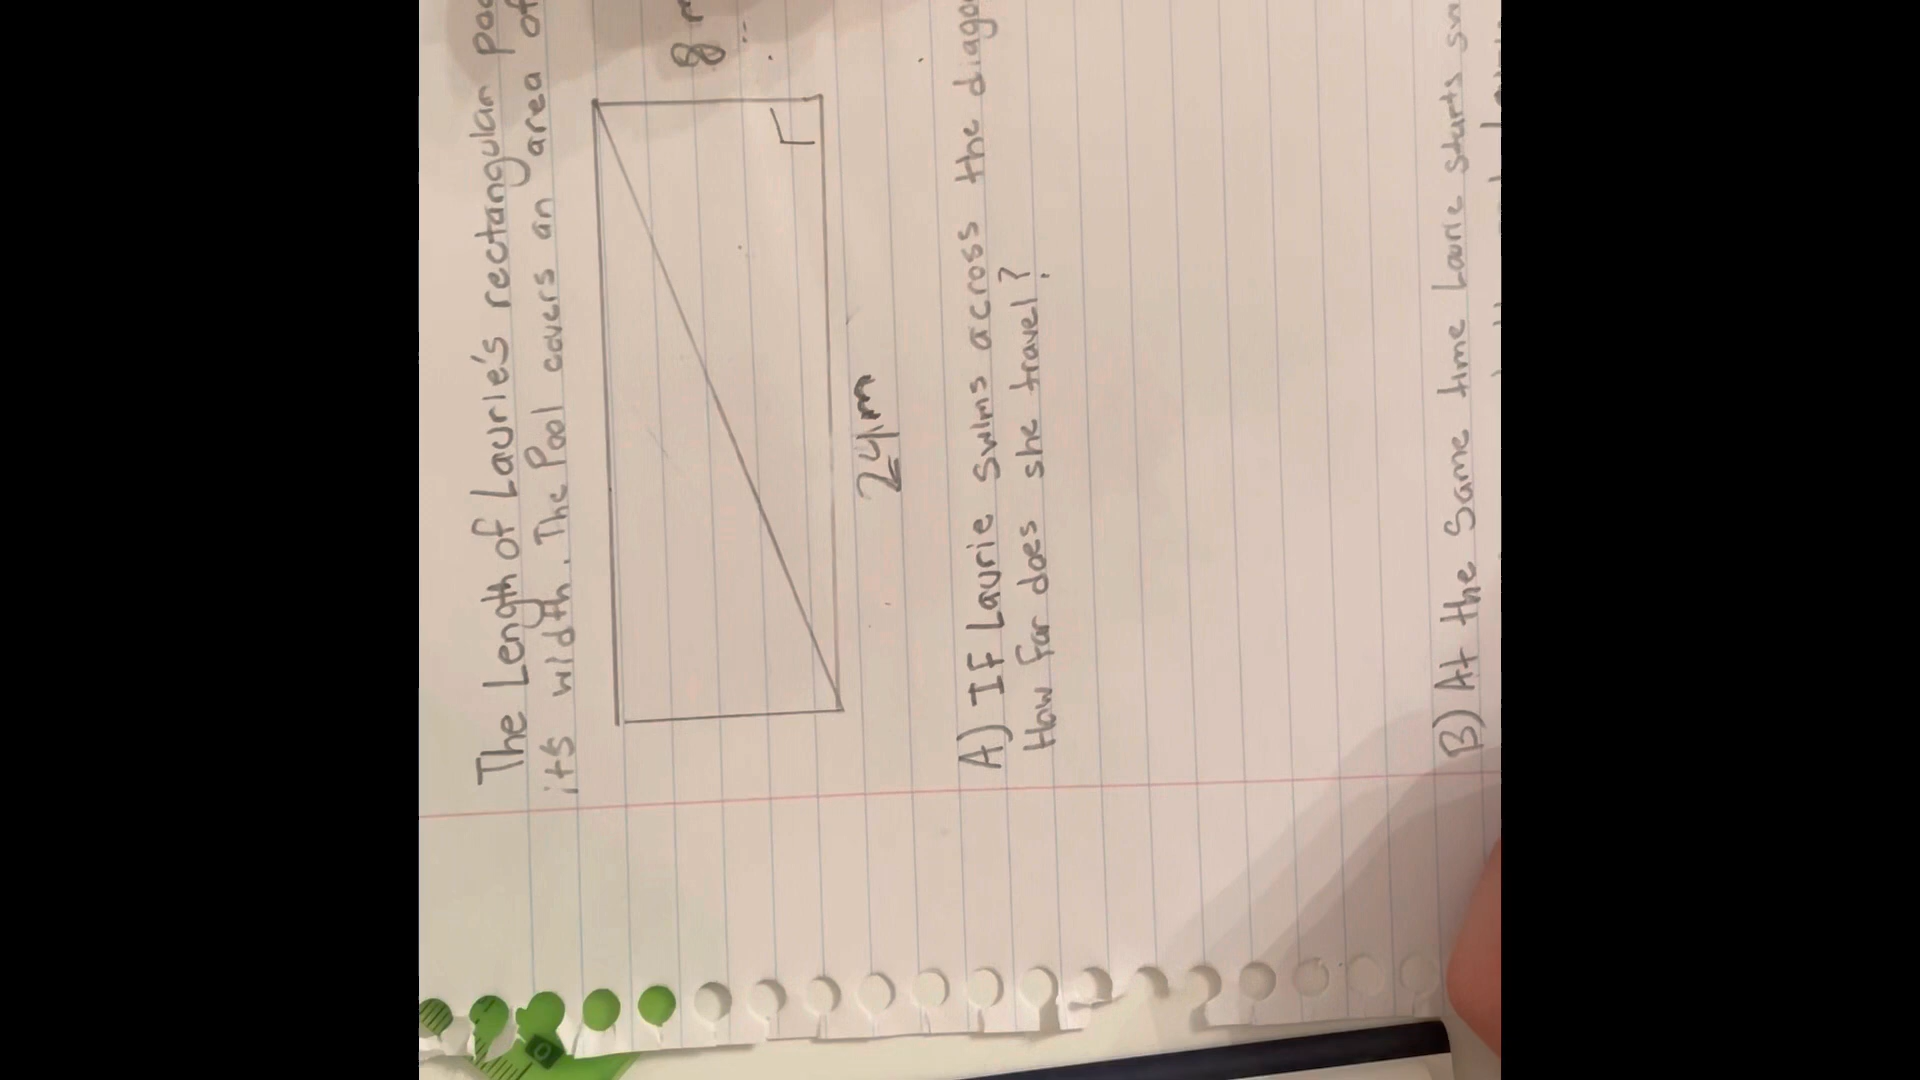 The Length of Laurie's rectangular
its width. The Pool covers an area of
8
24m
A) IF Laurie swims across the
How far does she travel?
B) At the Same time Laurie starts